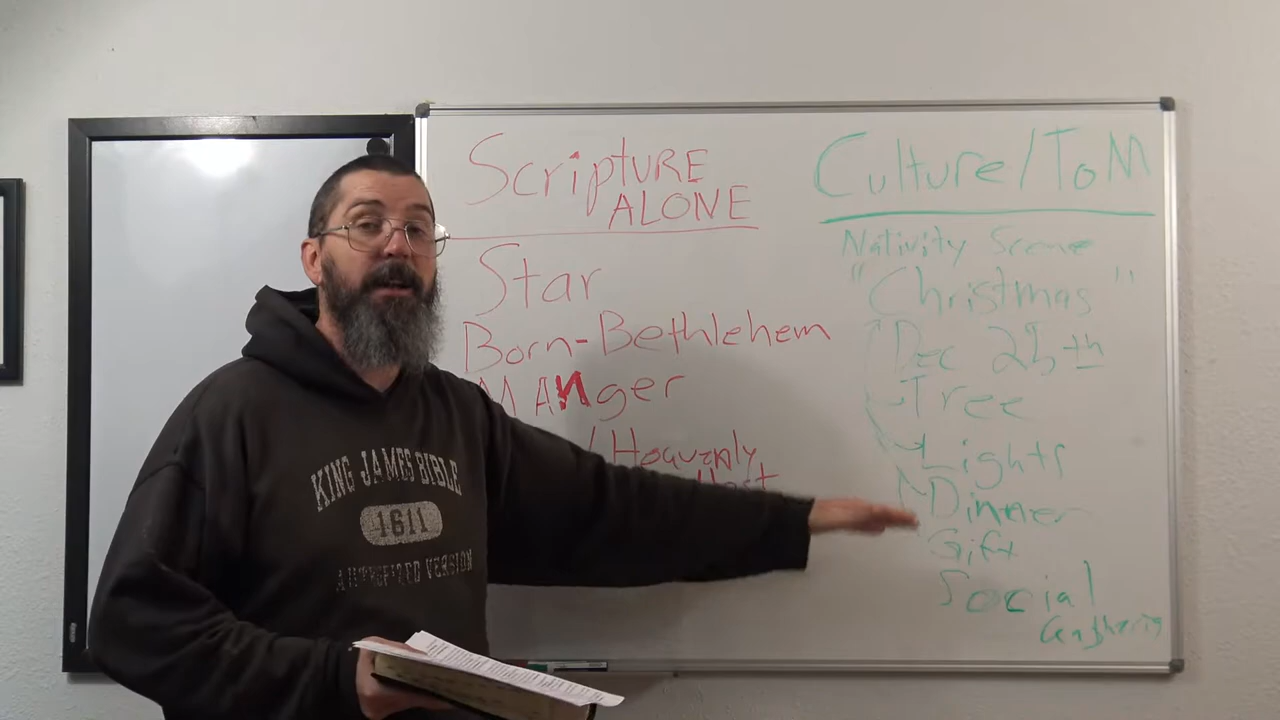 Scripture
ALONE
Star
Born-Bethlehem
MAnger
/ Heavenly
Host
Culture/ToM
Nativity Scene
"Christmas"
Dec 25th
Tree
Lights
Dinner
Gift
Social
Gathering
KING JAMES BIBLE
1611
AUTHORIZED VERSION